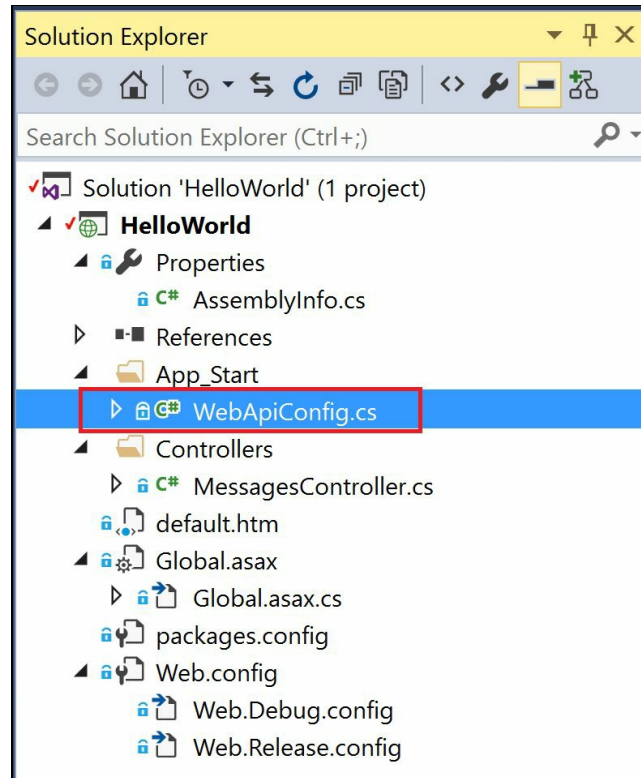 Solution Explorer
Search Solution Explorer (Ctrl+;)
Solution 'HelloWorld' (1 project)
HelloWorld
Properties
C# AssemblyInfo.cs
References
App_Start
C# WebApiConfig.cs
Controllers
C# MessagesController.cs
default.htm
Global.asax
Global.asax.cs
packages.config
Web.config
Web.Debug.config
Web.Release.config